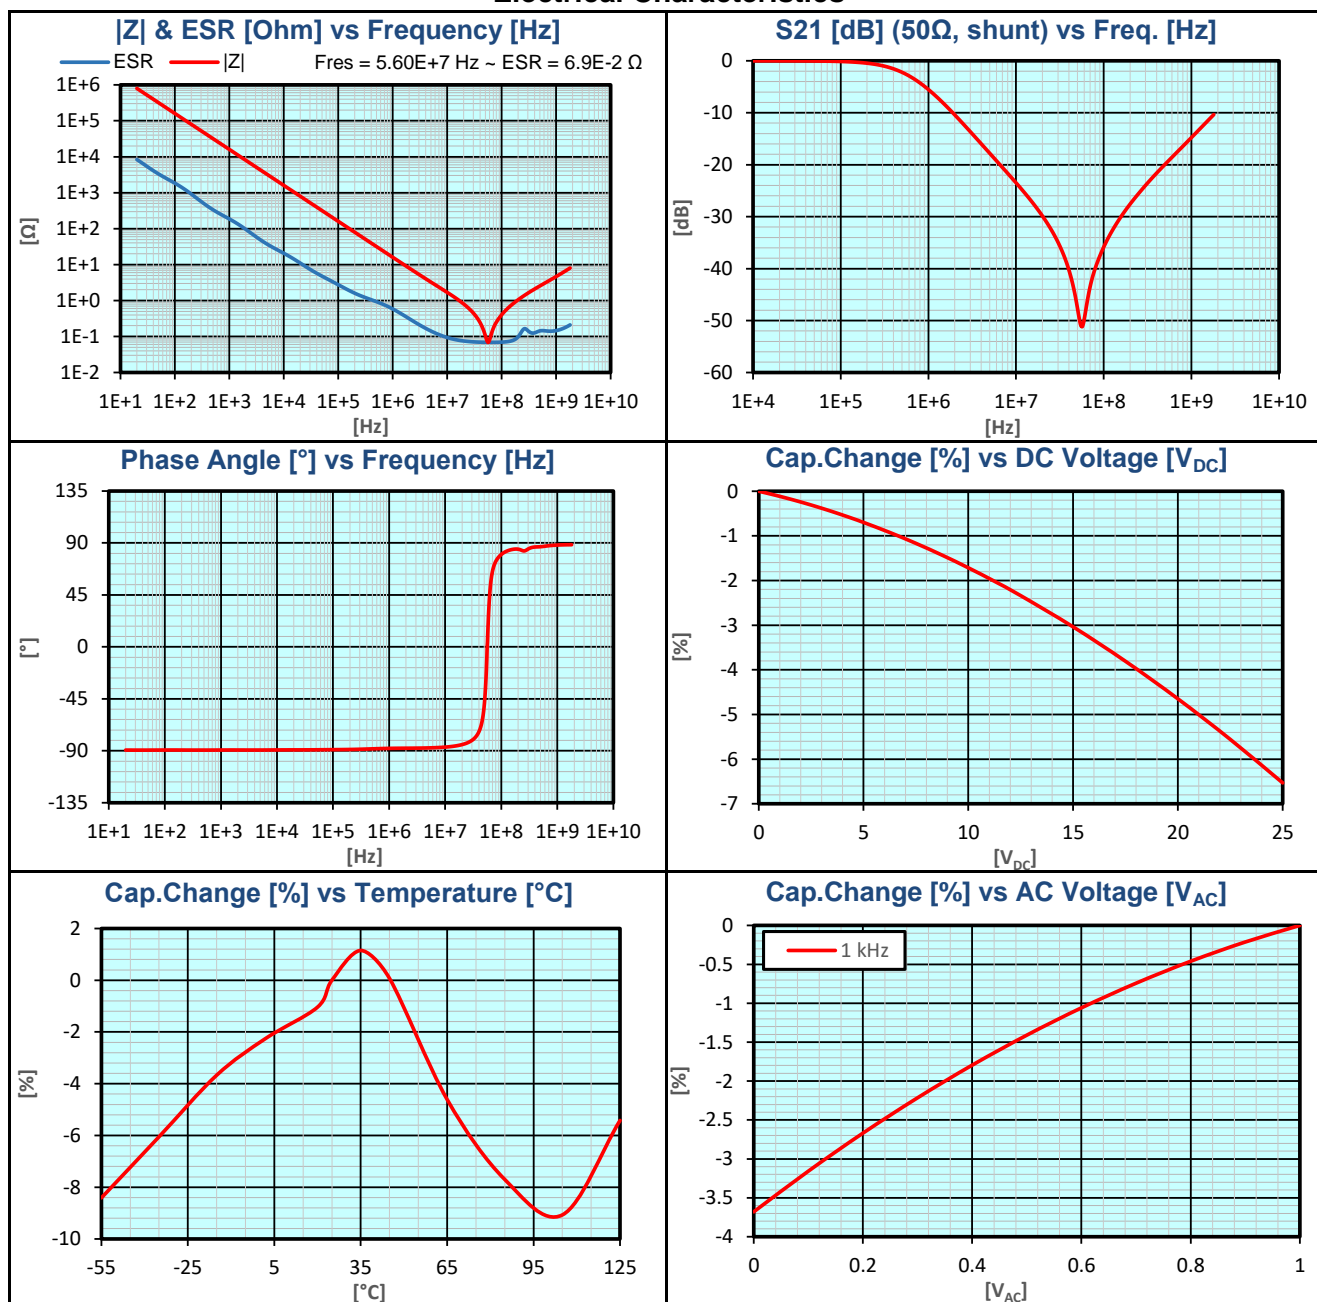 |Z| & ESR [Ohm] vs Frequency [Hz]
ESR |Z| Fres = 5.60E+7 Hz ~ ESR = 6.9E-2 Ω
1E+6
1E+5
1E+4
1E+3
1E+2
1E+1
1E+0
1E-1
1E-2
[Ω]
1E+1 1E+2 1E+3 1E+4 1E+5 1E+6 1E+7 1E+8 1E+9 1E+10
[Hz]
S21 [dB] (50Ω, shunt) vs Freq. [Hz]
0
-10
-20
-30
-40
-50
-60
[dB]
1E+4 1E+5 1E+6 1E+7 1E+8 1E+9 1E+10
[Hz]
Phase Angle [°] vs Frequency [Hz]
135
90
45
0
-45
-90
-135
[°]
1E+1 1E+2 1E+3 1E+4 1E+5 1E+6 1E+7 1E+8 1E+9 1E+10
[Hz]
Cap.Change [%] vs DC Voltage [VDC]
0
-1
-2
-3
-4
-5
-6
-7
[%]
0 5 10 15 20 25
[VDC]
Cap.Change [%] vs Temperature [°C]
2
0
-2
-4
-6
-8
-10
[%]
-55 -25 5 35 65 95 125
[°C]
Cap.Change [%] vs AC Voltage [VAC]
1 kHz
0
-0.5
-1
-1.5
-2
-2.5
-3
-3.5
-4
[%]
0 0.2 0.4 0.6 0.8 1
[VAC]